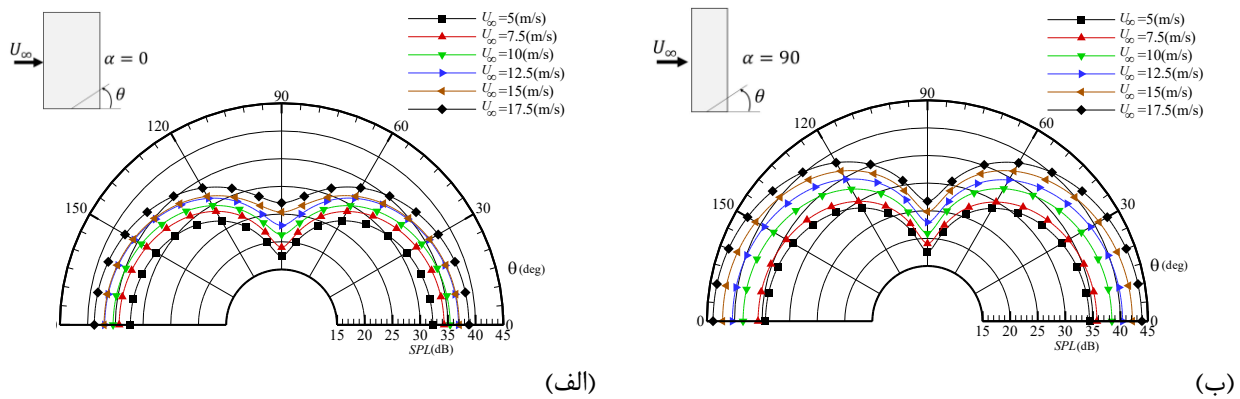 U∞
α = 0
θ
U∞=5(m/s)
U∞=7.5(m/s)
U∞=10(m/s)
U∞=12.5(m/s)
U∞=15(m/s)
U∞=17.5(m/s)
90
120
60
150
30
θ(deg)
0
15 20 25 30 35 40 45
SPL(dB)
(الف)
U∞
α = 90
θ
U∞=5(m/s)
U∞=7.5(m/s)
U∞=10(m/s)
U∞=12.5(m/s)
U∞=15(m/s)
U∞=17.5(m/s)
90
120
60
150
30
θ(deg)
0
0
15 20 25 30 35 40 45
SPL(dB)
(ب)